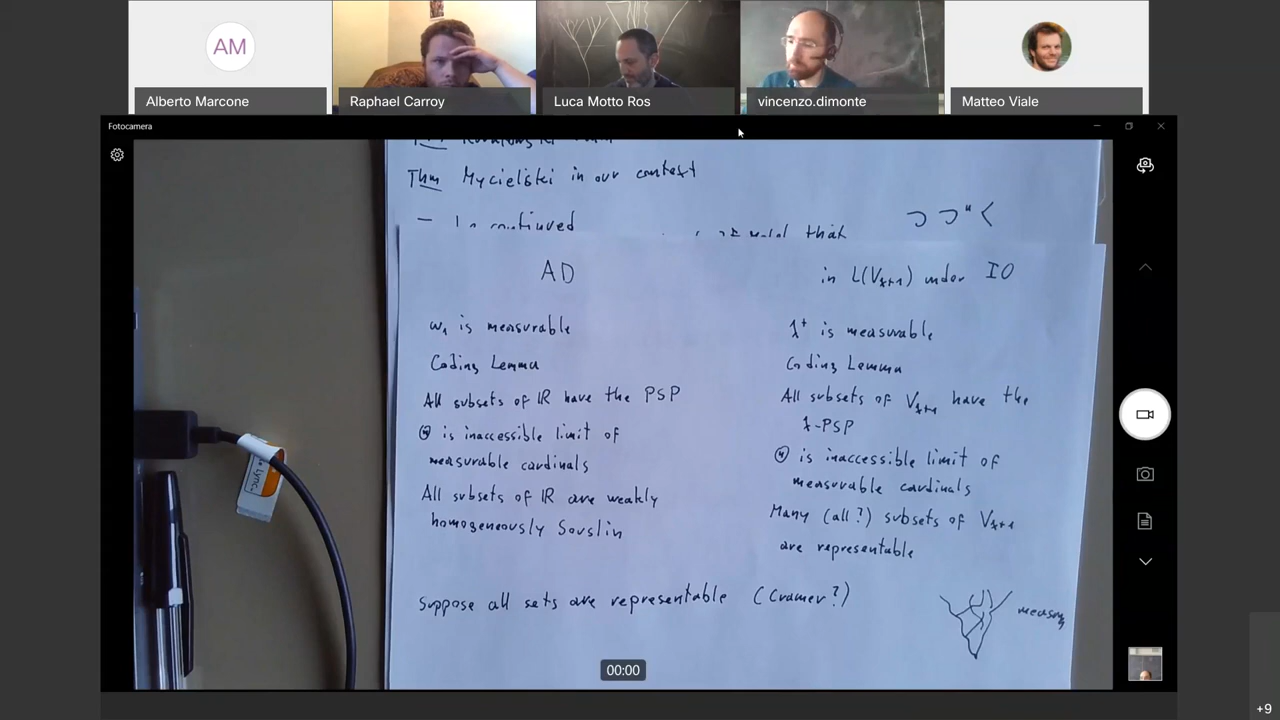 AM
Alberto Marcone
Raphael Carroy
Luca Motto Ros
vincenzo.dimonte
Matteo Viale
Fotocamera
Thm Mycielski in our context
AD
in L(Vλ+1) under I0
ω1 is measurable
λ+ is measurable
Coding Lemma
Coding Lemma
All subsets of IR have the PSP
All subsets of Vλ+1 have the
λ-PSP
Θ is inaccessible limit of
measurable cardinals
Θ is inaccessible limit of
measurable cardinals
All subsets of IR are weakly
homogeneously Souslin
Many (all?) subsets of Vλ+1
are representable
Suppose all sets are representable (Cramer?)
00:00
+9